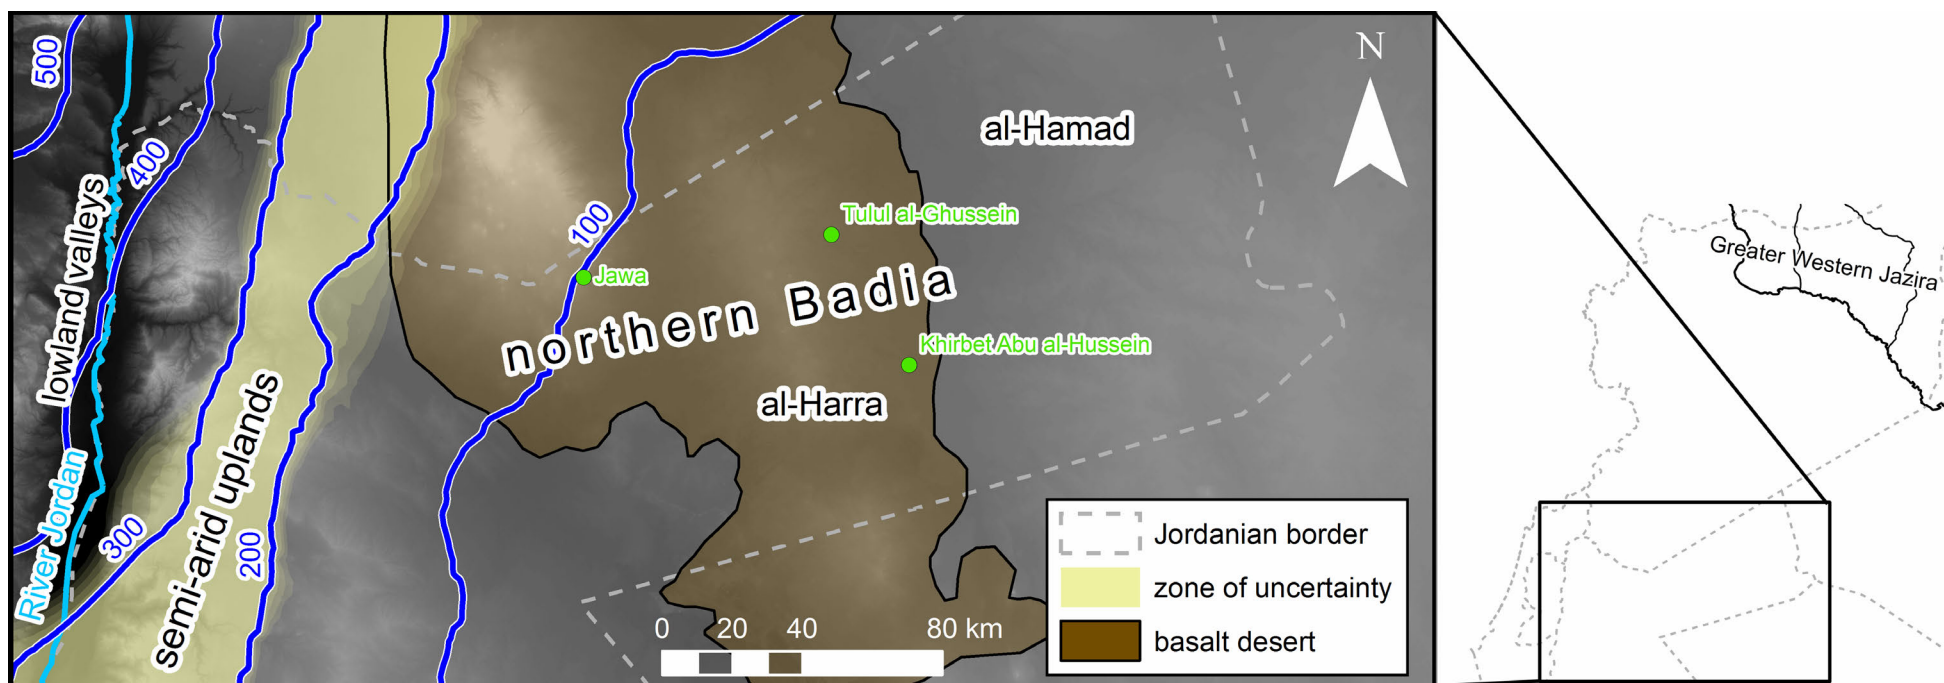 500
400
lowland valleys
River Jordan
300
semi-arid uplands
200
100
Jawa
northern Badia
Tulul al-Ghussein
Khirbet Abu al-Hussein
al-Harra
al-Hamad
N
0 20 40 80 km
Jordanian border
zone of uncertainty
basalt desert
Greater Western Jazira